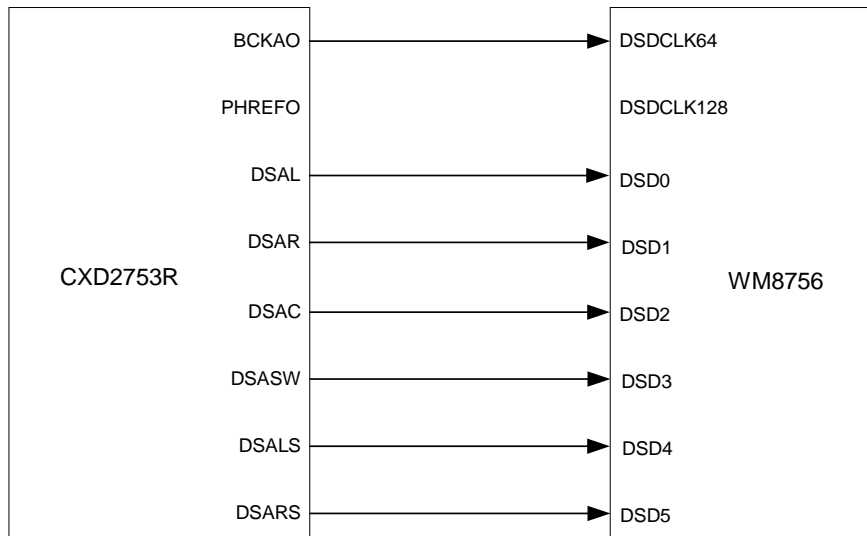 BCKAO DSDCLK64
PHREFO DSDCLK128
DSAL DSD0
DSAR DSD1
CXD2753R WM8756
DSAC DSD2
DSASW DSD3
DSALS DSD4
DSARS DSD5